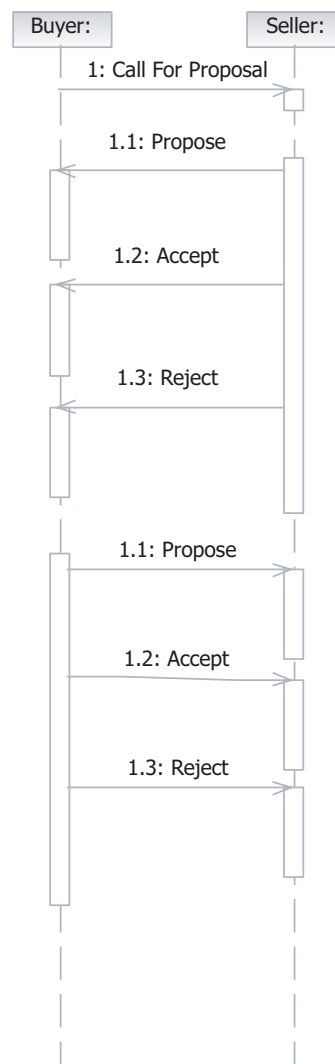 Buyer: Seller:
1: Call For Proposal
1.1: Propose
1.2: Accept
1.3: Reject
1.1: Propose
1.2: Accept
1.3: Reject